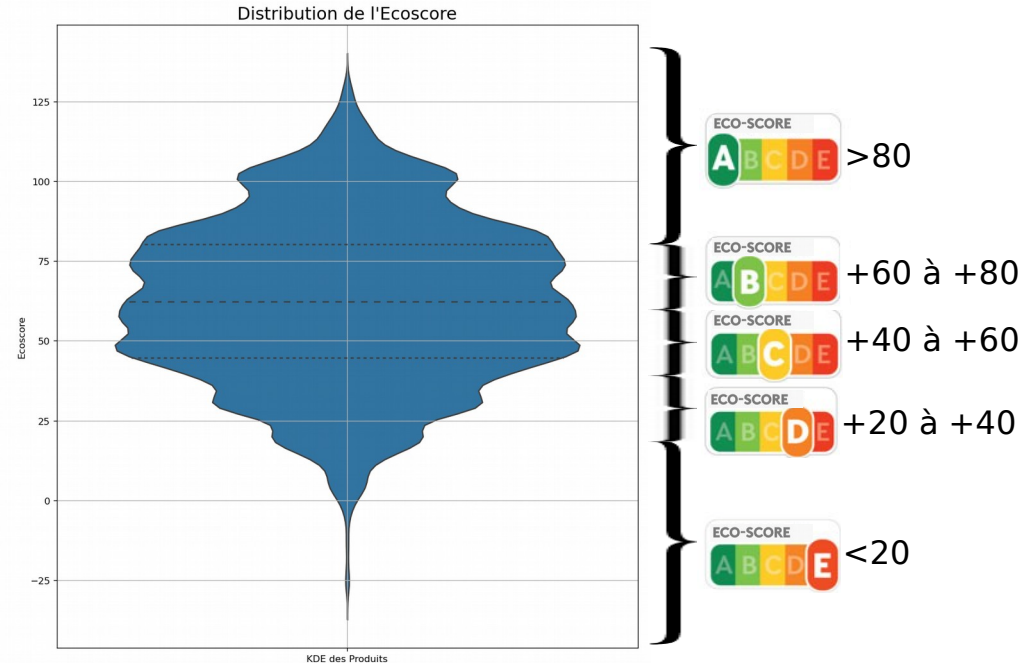 Distribution de l'Ecoscore
Ecoscore
125
100
75
50
25
0
−25
KDE des Produits
ECO-SCORE
A B C D E
>80
ECO-SCORE
A B C D E
+60 à +80
ECO-SCORE
A B C D E
+40 à +60
ECO-SCORE
A B C D E
+20 à +40
ECO-SCORE
A B C D E
<20